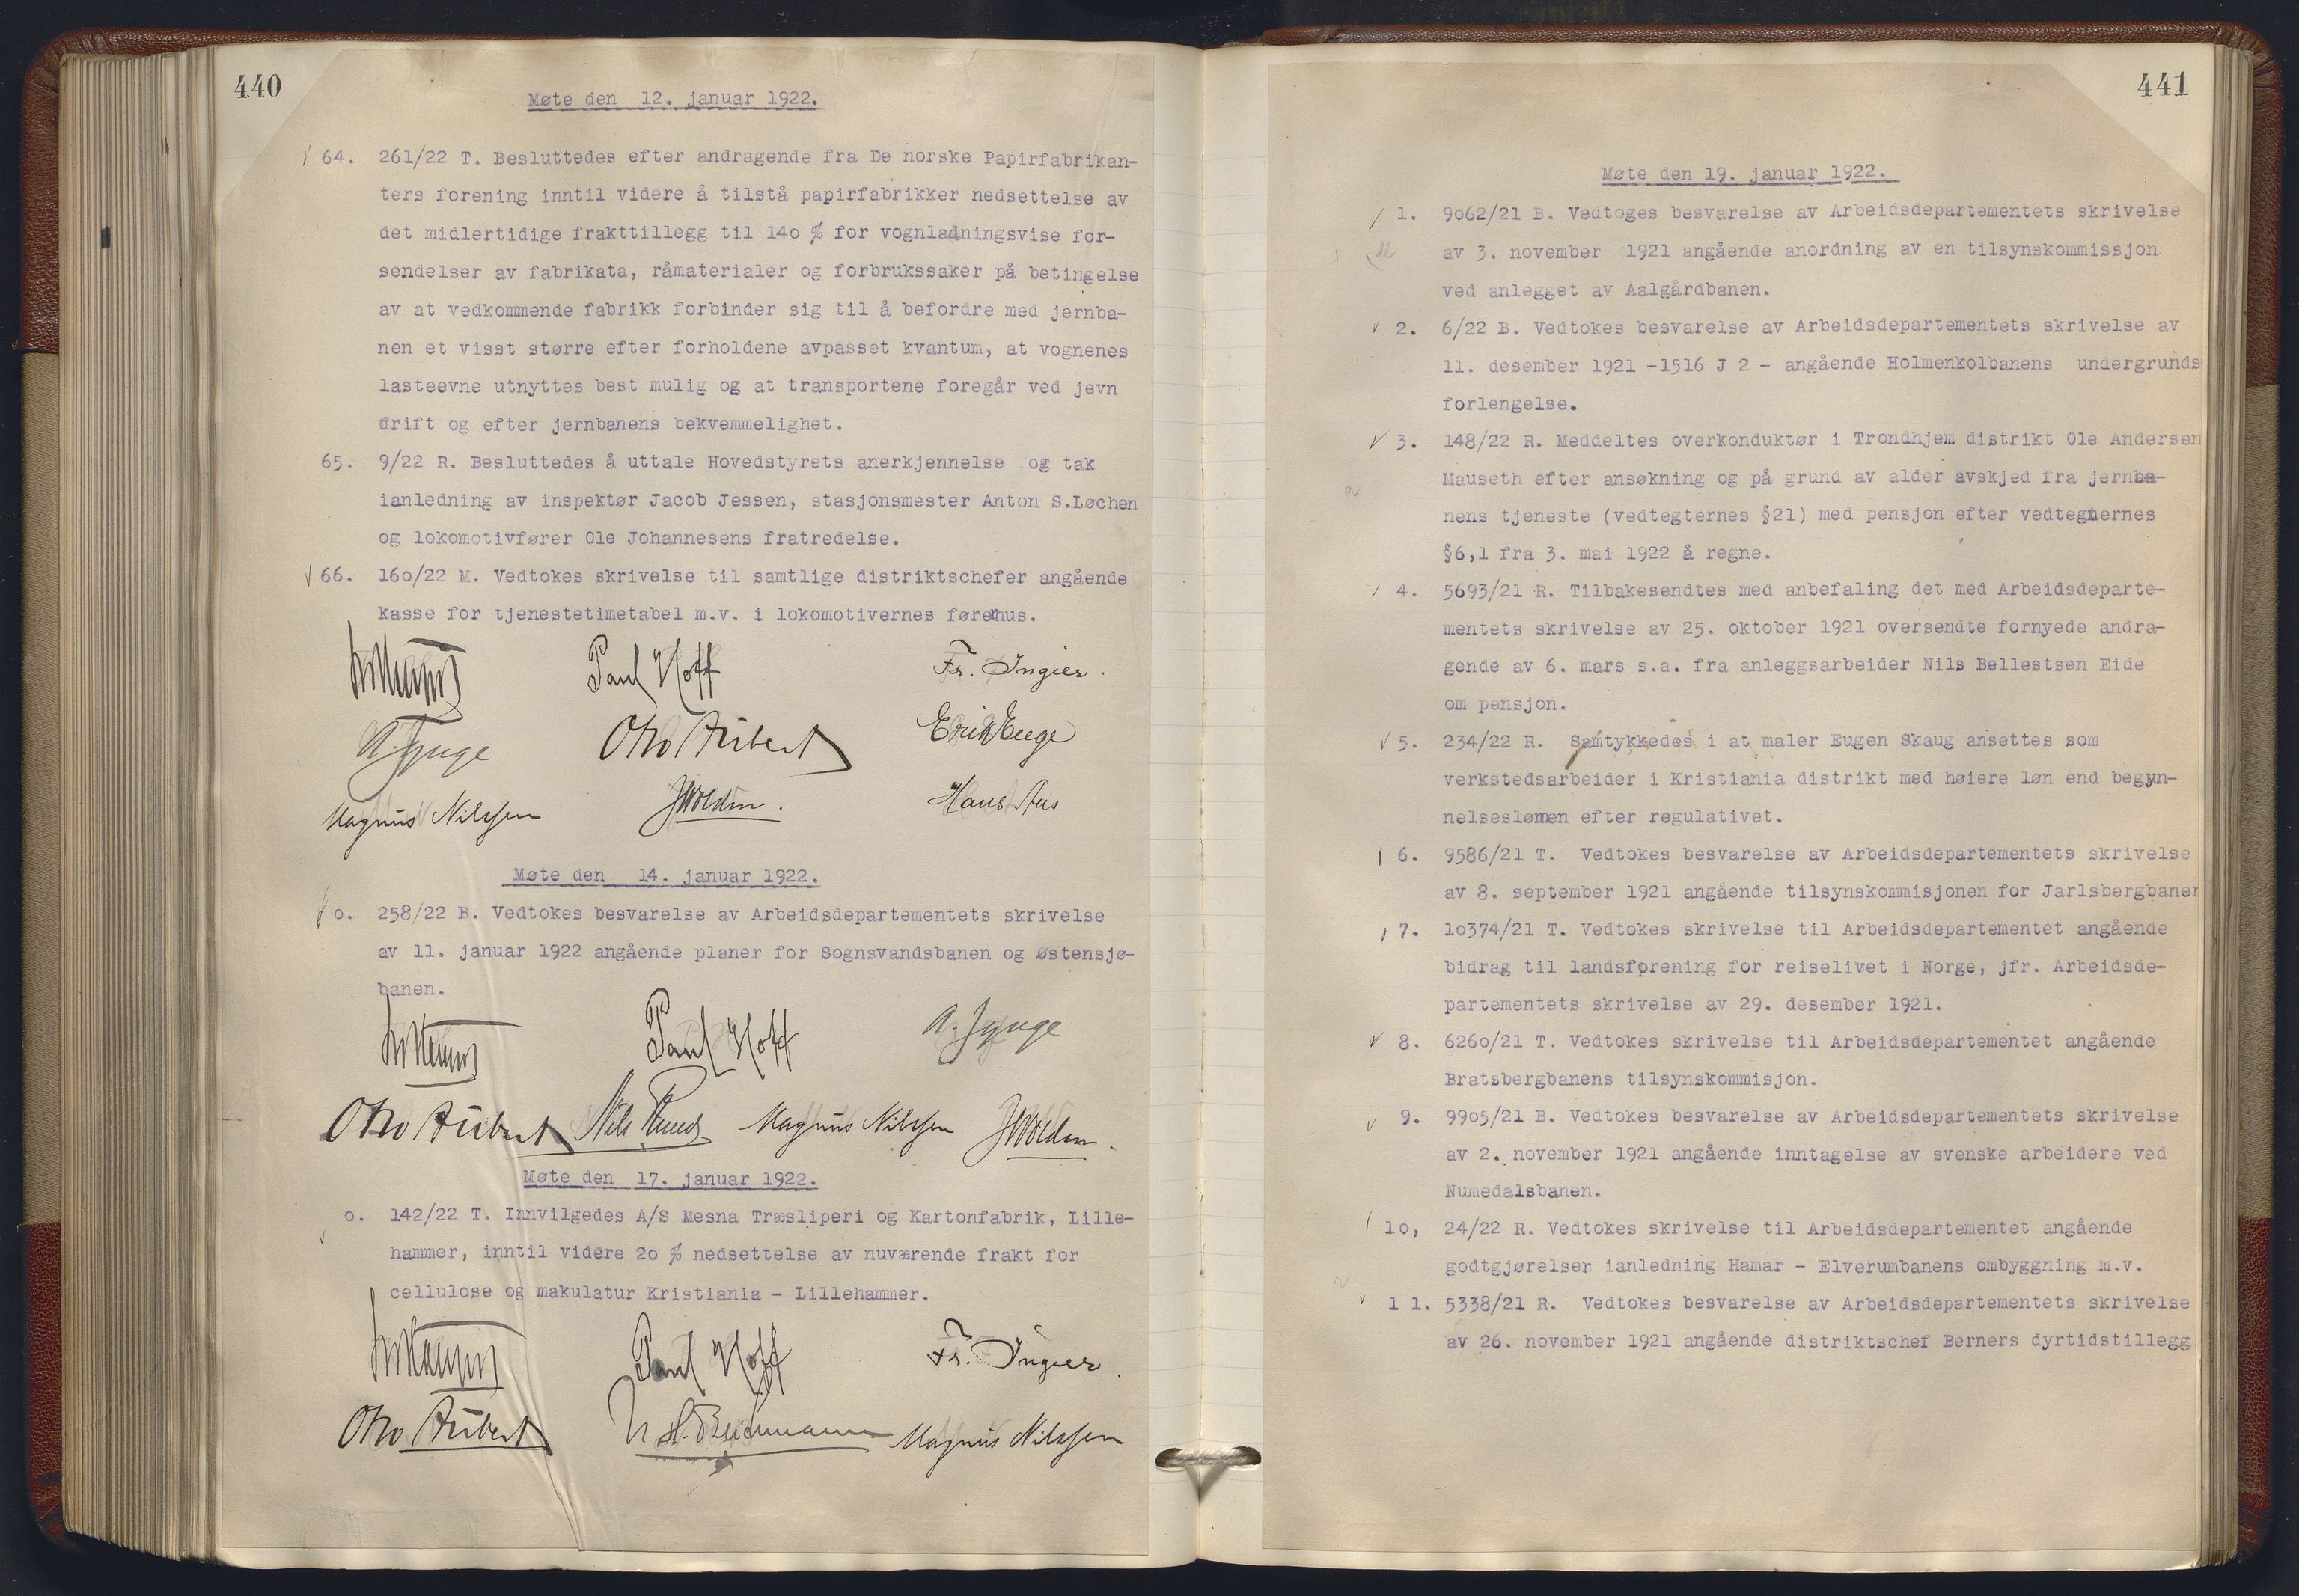 440
Møte den 12. januar 1922.
64. 261/22 T. Besluttedes efter andragende fra De norske Papirfabrikan-
ters forening inntil videre å tilstå papirfabrikker nedsettelse av
det midlertidige frakttillegg til 14o % for vognladningsvise for-
sendelser av fabrikata, råmaterialer og forbrukssaker på betingelse
av at vedkommende fabrikk forbinder sig til å befordre med jernba-
nen et visst større efter forholdene avpasset kvantum, at vognenes
lasteevne utnyttes best mulig og at transportene foregår ved jevn
drift og efter jernbanens bekvemmelighet.
65. 9/22 R. Besluttedes å uttale Hovedstyrets anerkjennelse og tak
ianledning av inspektør Jacob Jessen, stasjonsmester Anton S.Løchen
og lokomotivfører Ole Johannesens fratredelse.
66. 16o/22 M. Vedtokes skrivelse til samtlige distriktschefer angående
kasse for tjenestetimetabel m.v. i lokomotivernes førerhus.
Paul Hoff Fr. Ingier.
Otto Aubert
Magnus Nilssen JWolden. Hans Aas
Møte den 14. januar 1922.
o. 258/22 B. Vedtokes besvarelse av Arbeidsdepartementets skrivelse
av 11. januar 1922 angående planer for Sognsvandsbanen og Østensjø-
banen.
Paul Hoff
Otto Aubert Magnus Nilssen JWolden.
Møte den 17. januar 1922.
o. 142/22 T. Innvilgedes A/S Mesna Træsliperi og Kartonfabrik, Lille-
hammer, inntil videre 2o % nedsettelse av nuværende frakt for
cellulose og makulatur Kristiania - Lillehammer.
Paul Hoff Fr. Ingier.
Otto Aubert Magnus Nilssen
441
Møte den 19. januar 1922.
1. 9o62/21 B. Vedtoges besvarelse av Arbeidsdepartementets skrivelse
av 3. november 1921 angående anordning av en tilsynskommissjon
ved anlegget av Aalgårdbanen.
2. 6/22 B. Vedtokes besvarelse av Arbeidsdepartementets skrivelse av
11. desember 1921 -1516 J 2 - angående Holmenkolbanens undergrunds
forlengelse.
3. 148/22 R. Meddeltes overkonduktør i Trondhjem distrikt Ole Andersen
Mauseth efter ansøkning og på grund av alder avskjed fra jernba-
nens tjeneste (vedtegternes §21) med pensjon efter vedtegternes
§6,1 fra 3. mai 1922 å regne.
4. 5693/21 R. Tilbakesendtes med anbefaling det med Arbeidsdeparte-
mentets skrivelse av 25. oktober 1921 oversendte fornyede andra-
gende av 6. mars s.a. fra anleggsarbeider Nils Bellestsen Eide
om pensjon.
5. 234/22 R. Samtykkedes i at maler Eugen Skaug ansettes som
verkstedsarbeider i Kristiania distrikt med høiere løn end begyn-
nelseslønnen efter regulativet.
6. 9586/21 T. Vedtokes besvarelse av Arbeidsdepartementets skrivelse
av 8. september 1921 angående tilsynskommisjonen for Jarlsbergbanen
7. 1o374/21 T. Vedtokes skrivelse til Arbeidsdepartementet angående
bidrag til landsforening for reiselivet i Norge, jfr. Arbeidsde-
partementets skrivelse av 29. desember 1921.
8. 626o/21 T. Vedtokes skrivelse til Arbeidsdepartementet angående
Bratsbergbanens tilsynskommisjon.
9. 99o5/21 B. Vedtokes besvarelse av Arbeidsdepartementets skrivelse
av 2. november 1921 angående inntagelse av svenske arbeidere ved
Numedalsbanen.
1o, 24/22 R. Vedtokes skrivelse til Arbeidsdepartementet angående
godtgjørelser ianledning Hamar - Elverumbanens ombyggning m.v.
1 1. 5338/21 R. Vedtokes besvarelse av Arbeidsdepartementets skrivelse
av 26. november 1921 angående distriktschef Berners dyrtidstillegg